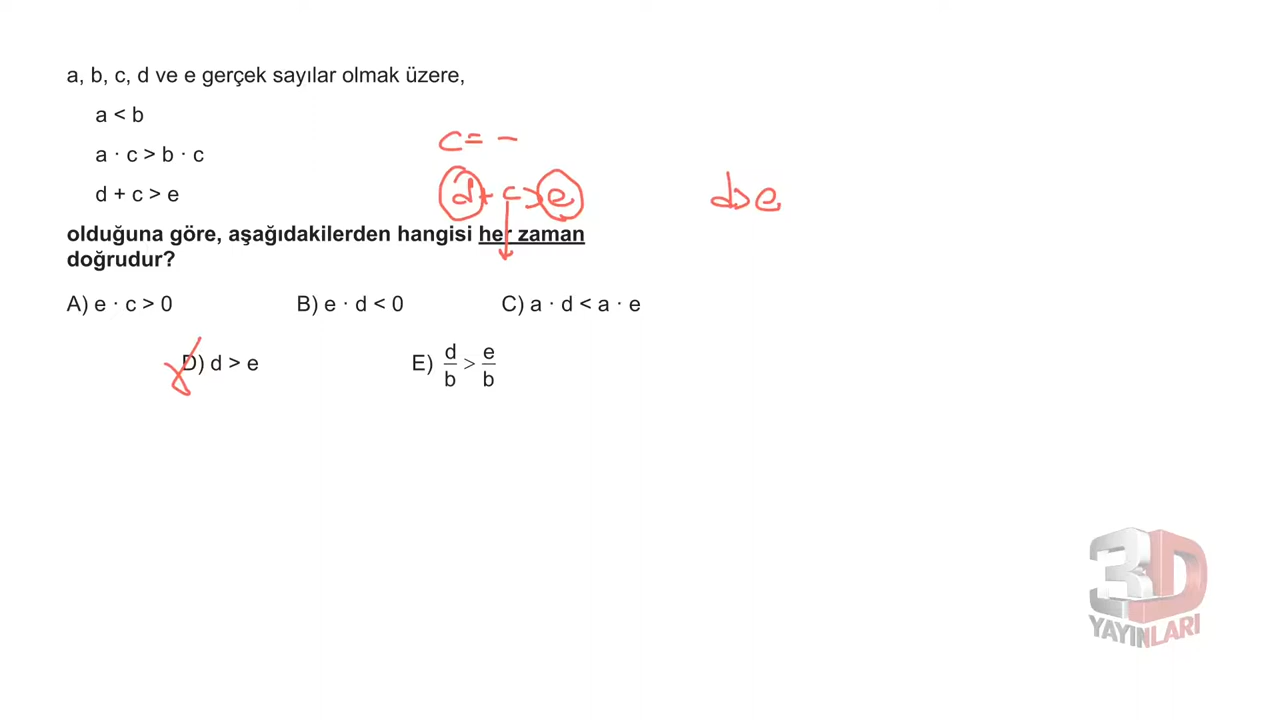 a, b, c, d ve e gerçek sayılar olmak üzere,
a < b
a · c > b · c
d + c > e
olduğuna göre, aşağıdakilerden hangisi her zaman
doğrudur?
A) e · c > 0 B) e · d < 0 C) a · d < a · e
D) d > e E) d/b > e/b
c = -
d + c > e
d > e
3D
YAYINLARI